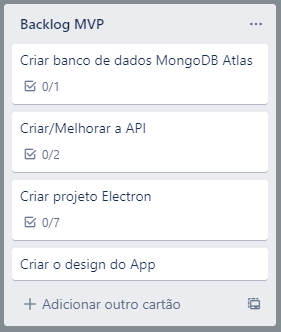 Backlog MVP
Criar banco de dados MongoDB Atlas
0/1
Criar/Melhorar a API
0/2
Criar projeto Electron
0/7
Criar o design do App
Adicionar outro cartão